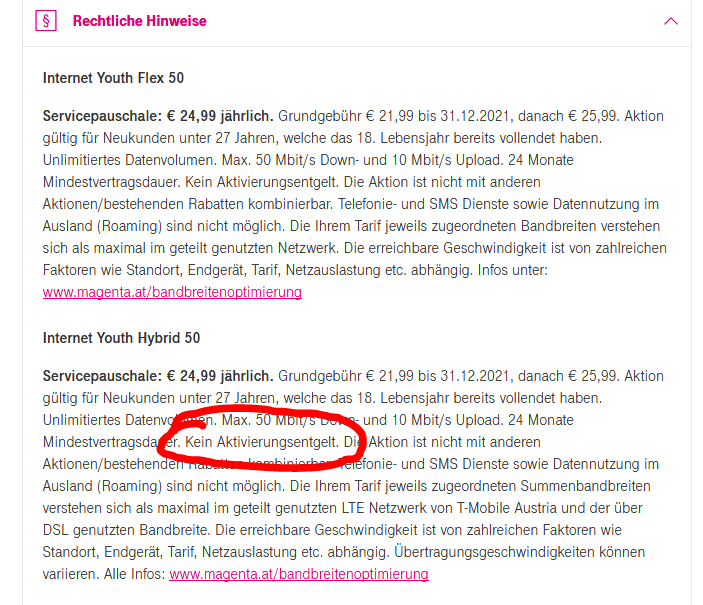 § Rechtliche Hinweise
Internet Youth Flex 50
Servicepauschale: € 24,99 jährlich. Grundgebühr € 21,99 bis 31.12.2021, danach € 25,99. Aktion
gültig für Neukunden unter 27 Jahren, welche das 18. Lebensjahr bereits vollendet haben.
Unlimitiertes Datenvolumen. Max. 50 Mbit/s Down- und 10 Mbit/s Upload. 24 Monate
Mindestvertragsdauer. Kein Aktivierungsentgelt. Die Aktion ist nicht mit anderen
Aktionen/bestehenden Rabatten kombinierbar. Telefonie- und SMS Dienste sowie Datennutzung im
Ausland (Roaming) sind nicht möglich. Die Ihrem Tarif jeweils zugeordneten Bandbreiten verstehen
sich als maximal im geteilt genutzten Netzwerk. Die erreichbare Geschwindigkeit ist von zahlreichen
Faktoren wie Standort, Endgerät, Tarif, Netzauslastung etc. abhängig. Infos unter:
www.magenta.at/bandbreitenoptimierung
Internet Youth Hybrid 50
Servicepauschale: € 24,99 jährlich. Grundgebühr € 21,99 bis 31.12.2021, danach € 25,99. Aktion
gültig für Neukunden unter 27 Jahren, welche das 18. Lebensjahr bereits vollendet haben.
Unlimitiertes Datenvolumen. Max. 50 Mbit/s Down- und 10 Mbit/s Upload. 24 Monate
Mindestvertragsdauer. Kein Aktivierungsentgelt. Die Aktion ist nicht mit anderen
Aktionen/bestehenden Rabatten kombinierbar. Telefonie- und SMS Dienste sowie Datennutzung im
Ausland (Roaming) sind nicht möglich. Die Ihrem Tarif jeweils zugeordneten Summenbandbreiten
verstehen sich als maximal im geteilt genutzten LTE Netzwerk von T-Mobile Austria und der über
DSL genutzten Bandbreite. Die erreichbare Geschwindigkeit ist von zahlreichen Faktoren wie
Standort, Endgerät, Tarif, Netzauslastung etc. abhängig. Übertragungsgeschwindigkeiten können
variieren. Alle Infos: www.magenta.at/bandbreitenoptimierung